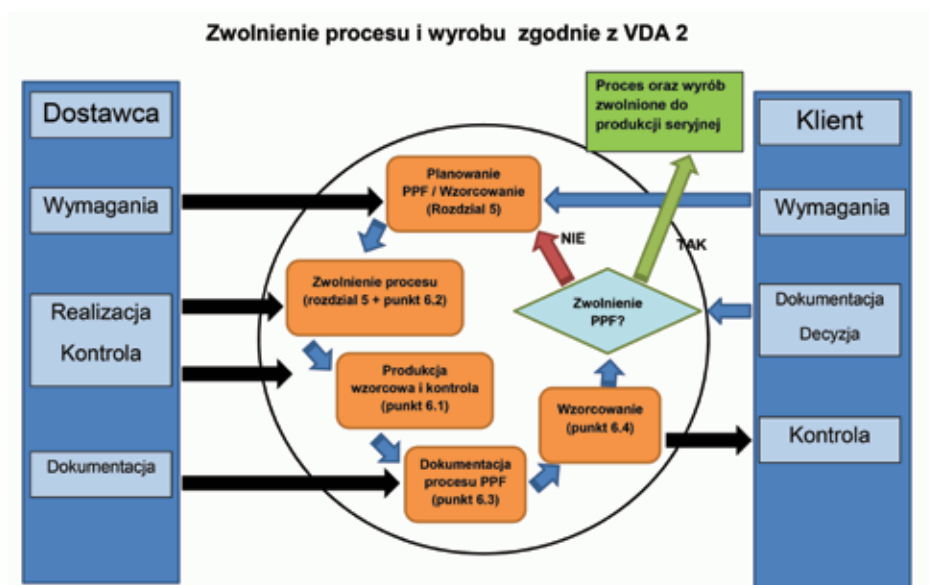 Zwolnienie procesu i wyrobu zgodnie z VDA 2
Dostawca
Wymagania
Realizacja
Kontrola
Dokumentacja
Planowanie
PPF / Wzorcowanie
(Rozdzial 5)
Zwolnienie procesu
(rozdzial 5 + punkt 6.2)
Produkcja
wzorcowa i kontrola
(punkt 6.1)
Dokumentacja
procesu PPF
(punkt 6.3)
Wzorcowanie
(punkt 6.4)
Zwolnienie
PPF?
NIE
TAK
Proces oraz wyrób
zwolnione do
produkcji seryjnej
Klient
Wymagania
Dokumentacja
Decyzja
Kontrola